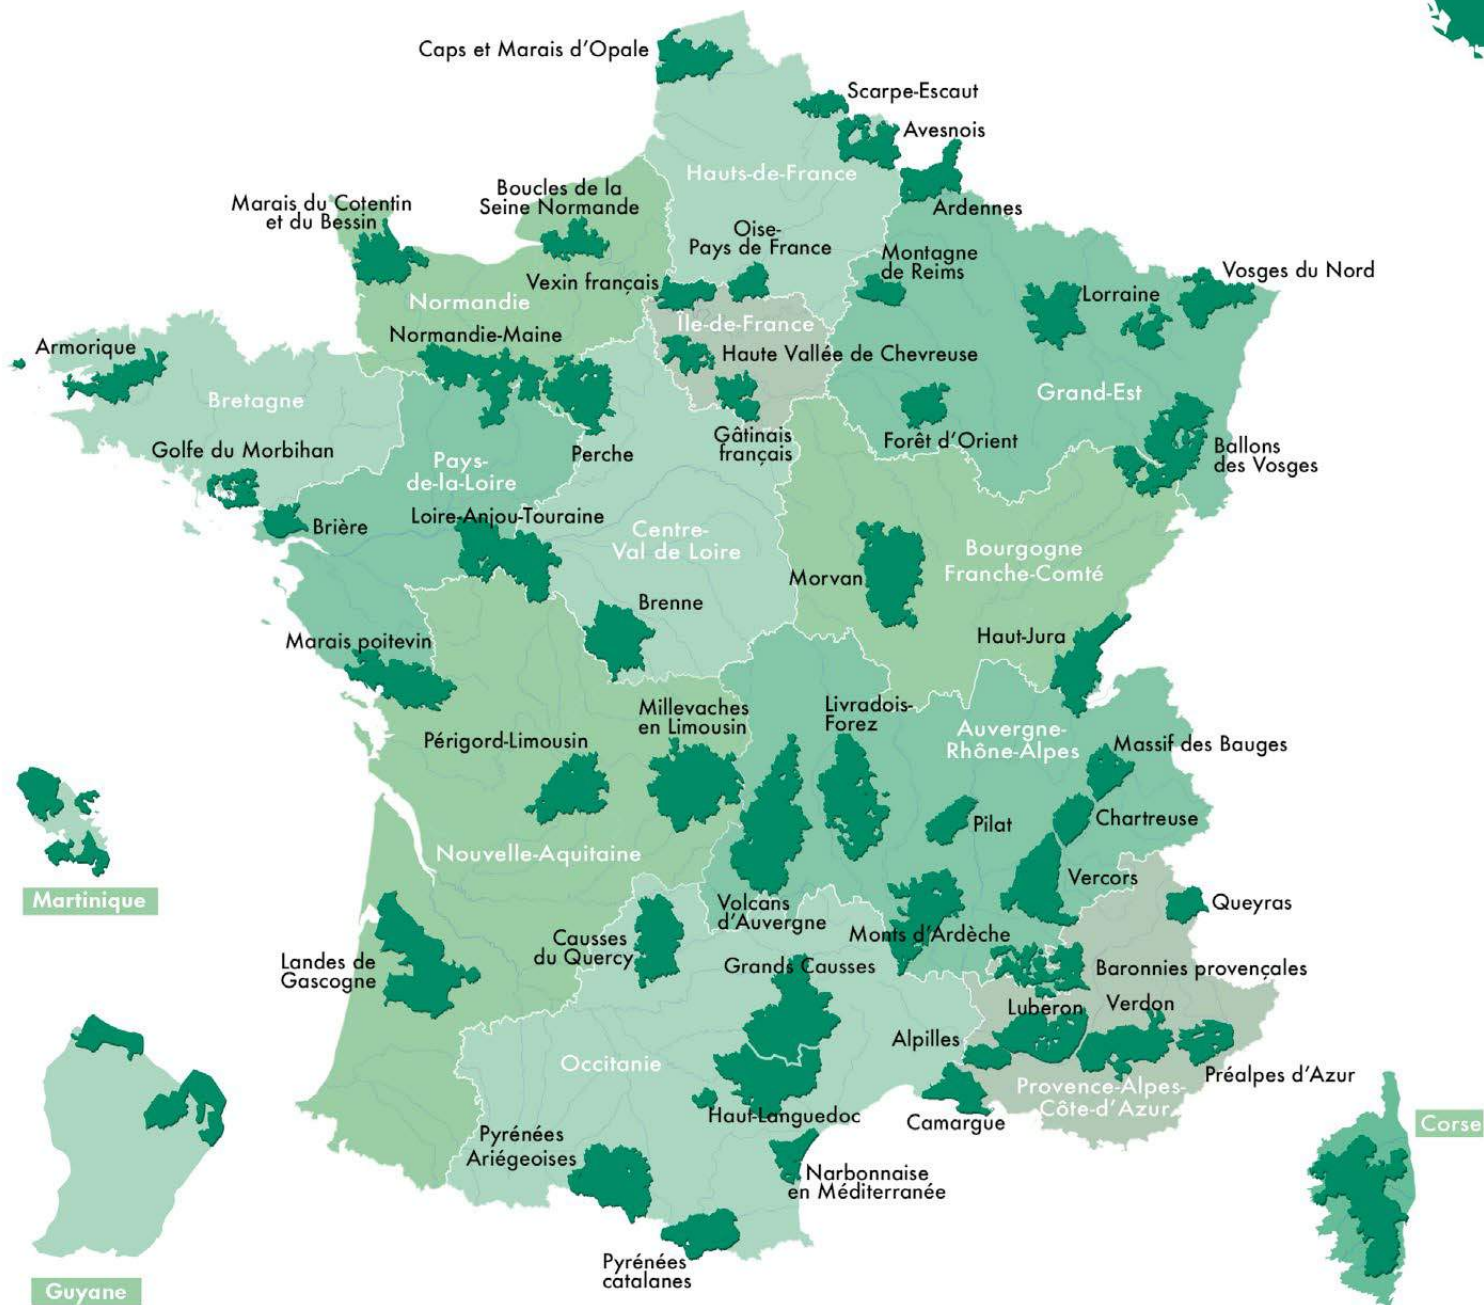 Caps et Marais d'Opale
Scarpe-Escaut
Avesnois
Hauts-de-France
Ardennes
Marais du Cotentin
et du Bessin
Boucles de la
Seine Normande
Oise-
Pays de France
Montagne
de Reims
Vosges du Nord
Vexin français
Lorraine
Normandie
Île-de-France
Normandie-Maine
Haute Vallée de Chevreuse
Armorique
Bretagne
Grand-Est
Golfe du Morbihan
Perche
Gâtinais
français
Forêt d'Orient
Ballons
des Vosges
Pays-
de-la-Loire
Brière
Loire-Anjou-Touraine
Centre-
Val de Loire
Bourgogne
Franche-Comté
Morvan
Brenne
Haut-Jura
Marais poitevin
Millevaches
en Limousin
Livradois-
Forez
Périgord-Limousin
Auvergne-
Rhône-Alpes
Massif des Bauges
Pilat
Chartreuse
Nouvelle-Aquitaine
Vercors
Martinique
Volcans
d'Auvergne
Queyras
Causses
du Quercy
Monts d'Ardèche
Landes de
Gascogne
Grands Causses
Baronnies provençales
Luberon
Verdon
Alpilles
Occitanie
Préalpes d'Azur
Provence-Alpes-
Côte-d'Azur
Haut-Languedoc
Camargue
Corse
Pyrénées
Ariégeoises
Narbonnaise
en Méditerranée
Pyrénées
catalanes
Guyane